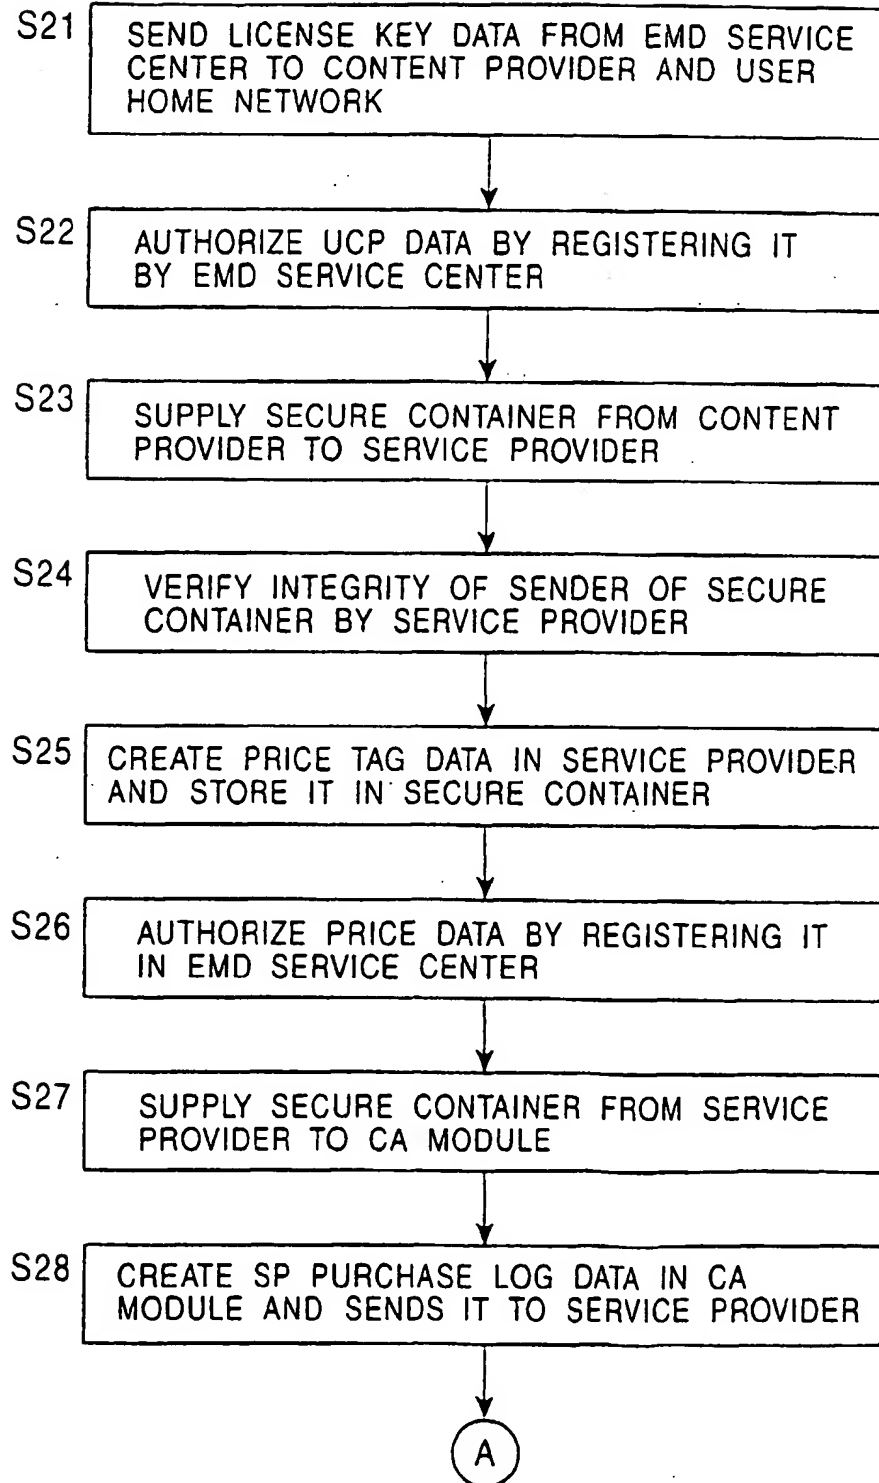 S21
SEND LICENSE KEY DATA FROM EMD SERVICE
CENTER TO CONTENT PROVIDER AND USER
HOME NETWORK
S22
AUTHORIZE UCP DATA BY REGISTERING IT
BY EMD SERVICE CENTER
S23
SUPPLY SECURE CONTAINER FROM CONTENT
PROVIDER TO SERVICE PROVIDER
S24
VERIFY INTEGRITY OF SENDER OF SECURE
CONTAINER BY SERVICE PROVIDER
S25
CREATE PRICE TAG DATA IN SERVICE PROVIDER
AND STORE IT IN SECURE CONTAINER
S26
AUTHORIZE PRICE DATA BY REGISTERING IT
IN EMD SERVICE CENTER
S27
SUPPLY SECURE CONTAINER FROM SERVICE
PROVIDER TO CA MODULE
S28
CREATE SP PURCHASE LOG DATA IN CA
MODULE AND SENDS IT TO SERVICE PROVIDER
A